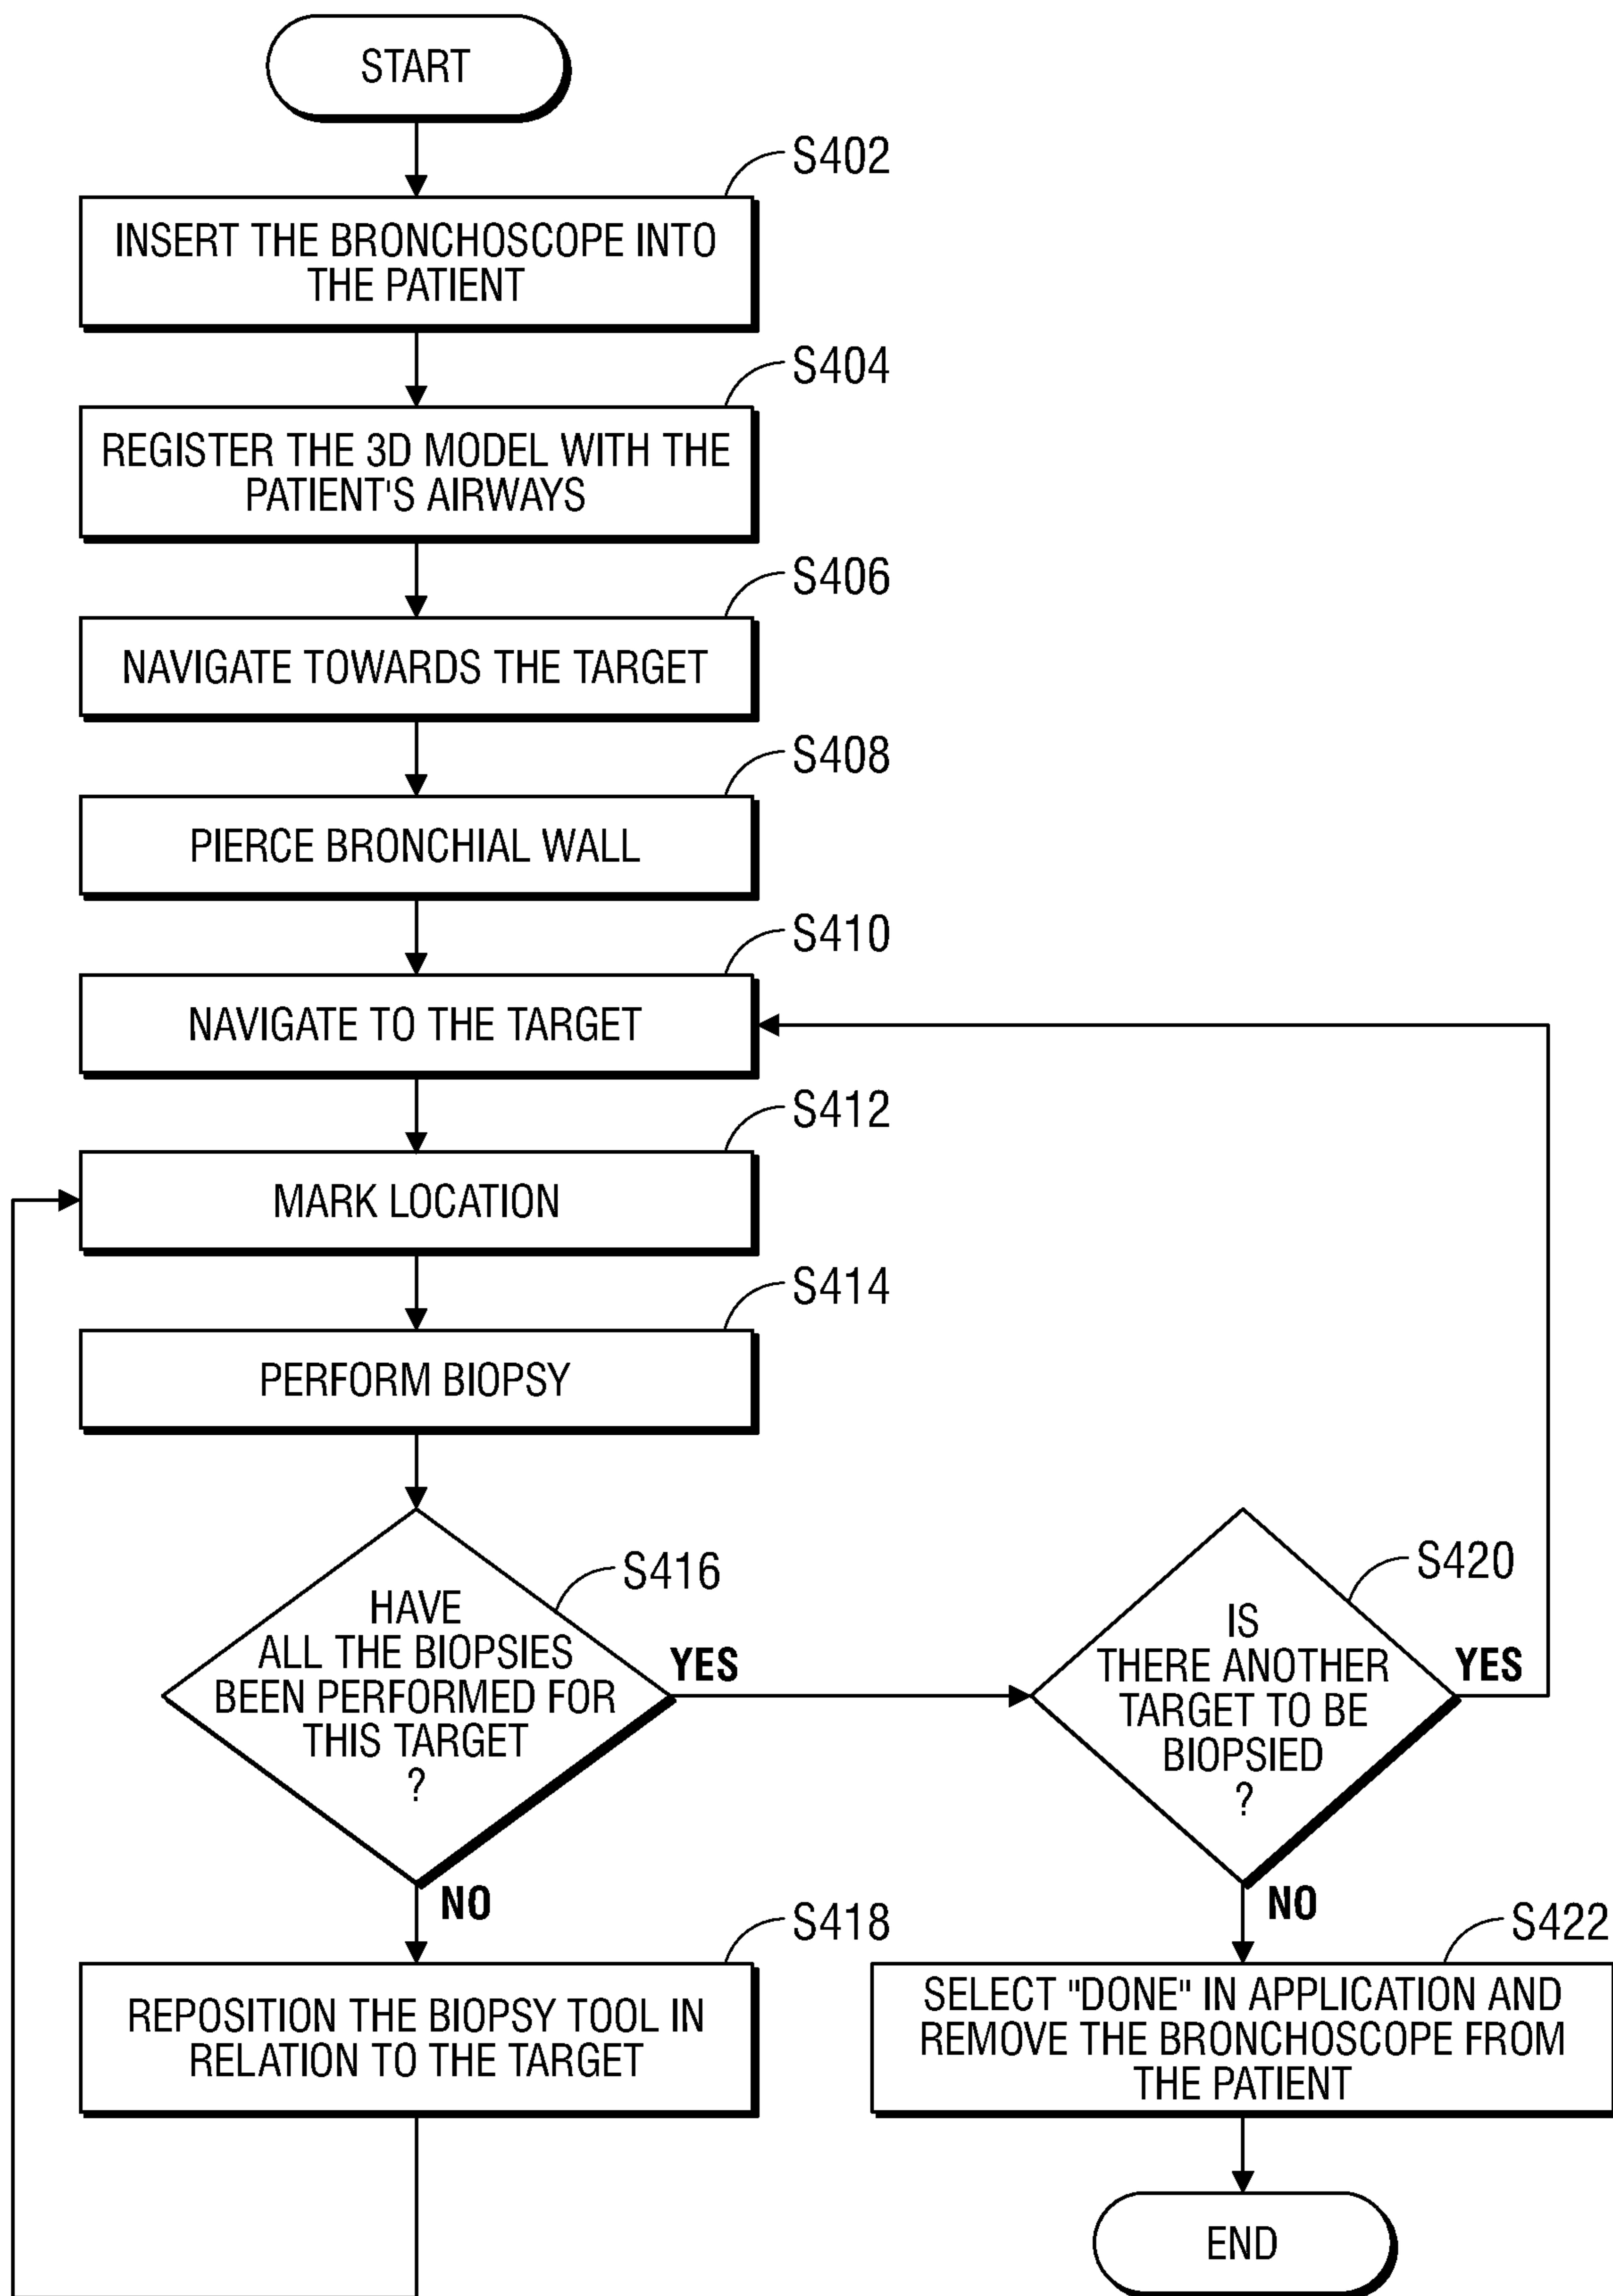 START
S402
INSERT THE BRONCHOSCOPE INTO
THE PATIENT
S404
REGISTER THE 3D MODEL WITH THE
PATIENT'S AIRWAYS
S406
NAVIGATE TOWARDS THE TARGET
S408
PIERCE BRONCHIAL WALL
S410
NAVIGATE TO THE TARGET
S412
MARK LOCATION
S414
PERFORM BIOPSY
S416
HAVE
ALL THE BIOPSIES
BEEN PERFORMED FOR
THIS TARGET
?
YES
NO
S420
IS
THERE ANOTHER
TARGET TO BE
BIOPSIED
?
YES
NO
S418
REPOSITION THE BIOPSY TOOL IN
RELATION TO THE TARGET
S422
SELECT "DONE" IN APPLICATION AND
REMOVE THE BRONCHOSCOPE FROM
THE PATIENT
END